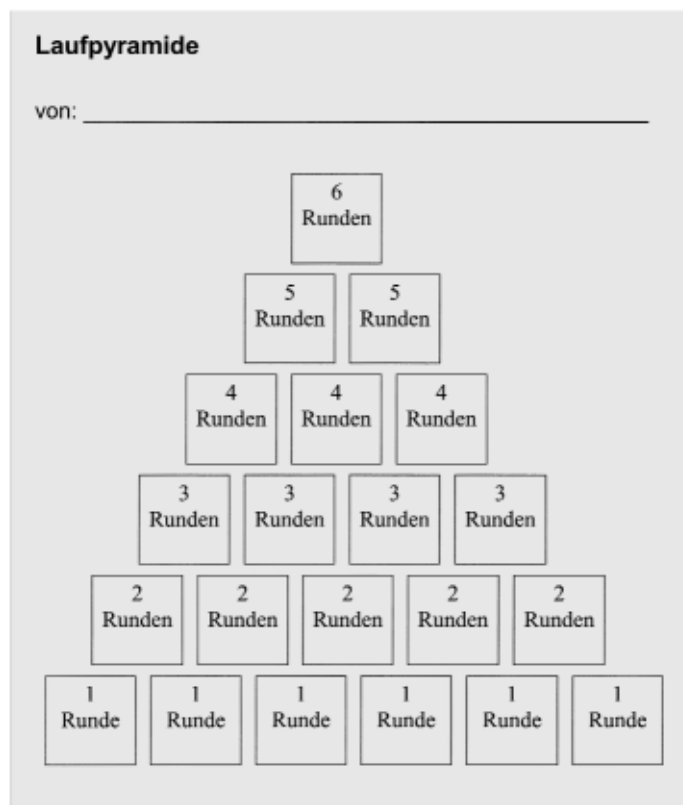 Laufpyramide
von:
6
Runden
5 5
Runden Runden
4 4 4
Runden Runden Runden
3 3 3 3
Runden Runden Runden Runden
2 2 2 2 2
Runden Runden Runden Runden Runden
1 1 1 1 1 1
Runde Runde Runde Runde Runde Runde